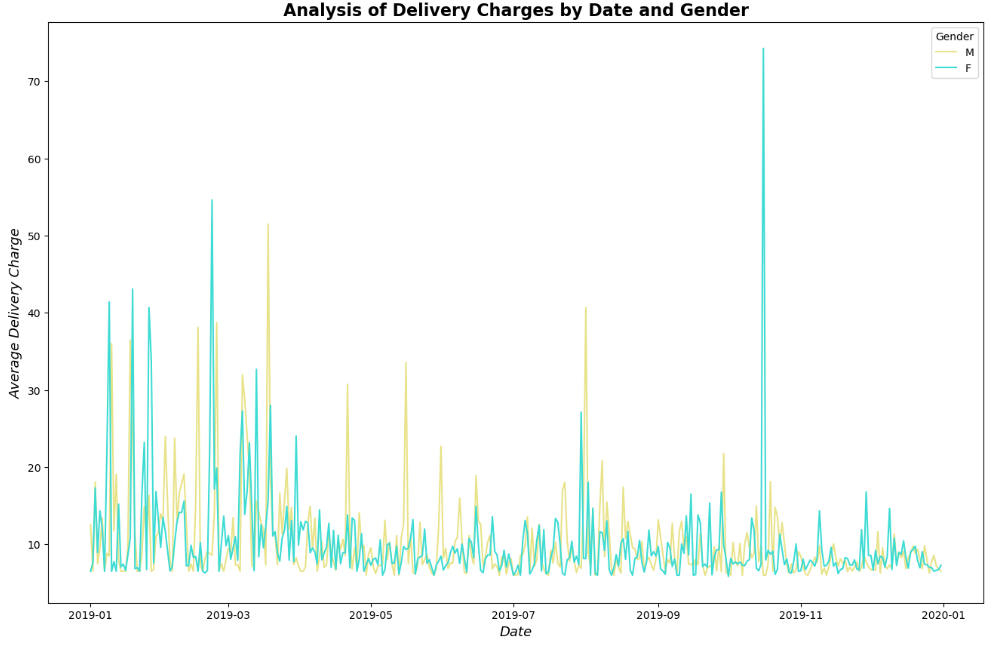 Analysis of Delivery Charges by Date and Gender
Gender
M
F
Average Delivery Charge
70
60
50
40
30
20
10
2019-01
2019-03
2019-05
2019-07
2019-09
2019-11
2020-01
Date